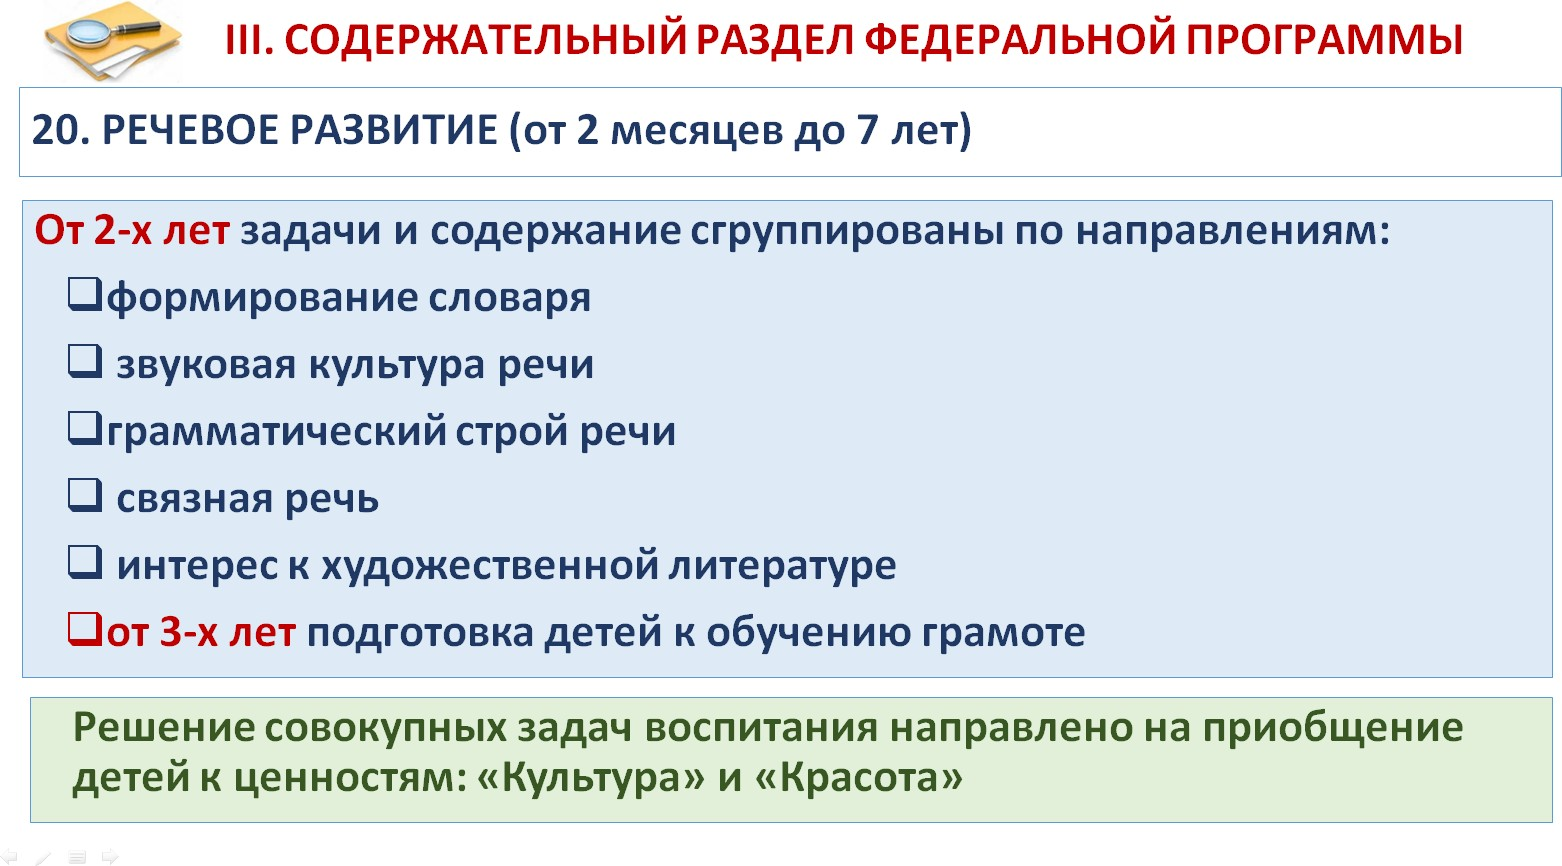 III. СОДЕРЖАТЕЛЬНЫЙ РАЗДЕЛ ФЕДЕРАЛЬНОЙ ПРОГРАММЫ
20. РЕЧЕВОЕ РАЗВИТИЕ (от 2 месяцев до 7 лет)
От 2-х лет задачи и содержание сгруппированы по направлениям:
❑формирование словаря
❑ звуковая культура речи
❑грамматический строй речи
❑ связная речь
❑ интерес к художественной литературе
❑от 3-х лет подготовка детей к обучению грамоте
Решение совокупных задач воспитания направлено на приобщение
детей к ценностям: «Культура» и «Красота»